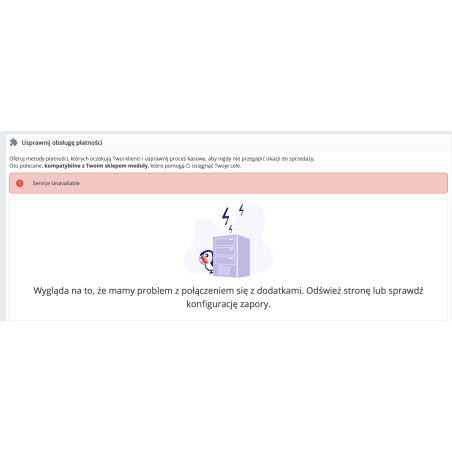 Usprawnij obsługę płatności
Oferuj metody płatności, których oczekują Twoi klienci i usprawnij proces kasowy, aby nigdy nie przegapić okazji do sprzedaży.
Oto polecane, kompatybilne z Twoim sklepem moduły, które pomogą Ci osiągnąć Twoje cele.
Service Unavailable
Wygląda na to, że mamy problem z połączeniem się z dodatkami. Odśwież stronę lub sprawdź
konfigurację zapory.